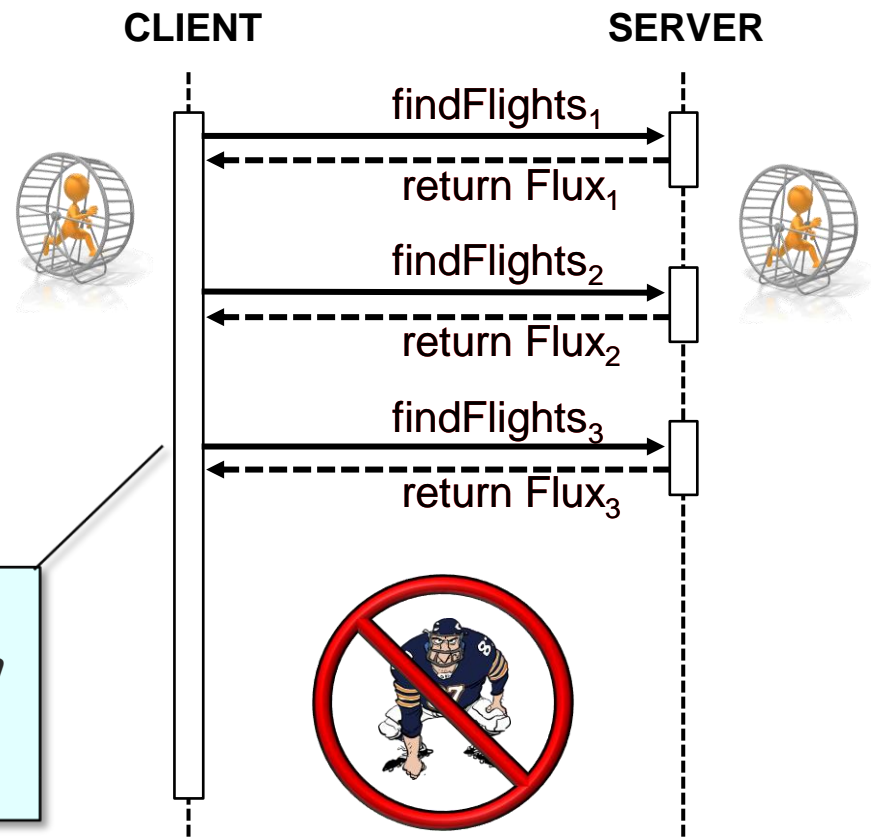 CLIENT SERVER
findFlights₁
return Flux₁
findFlights₂
return Flux₂
findFlights₃
return Flux₃